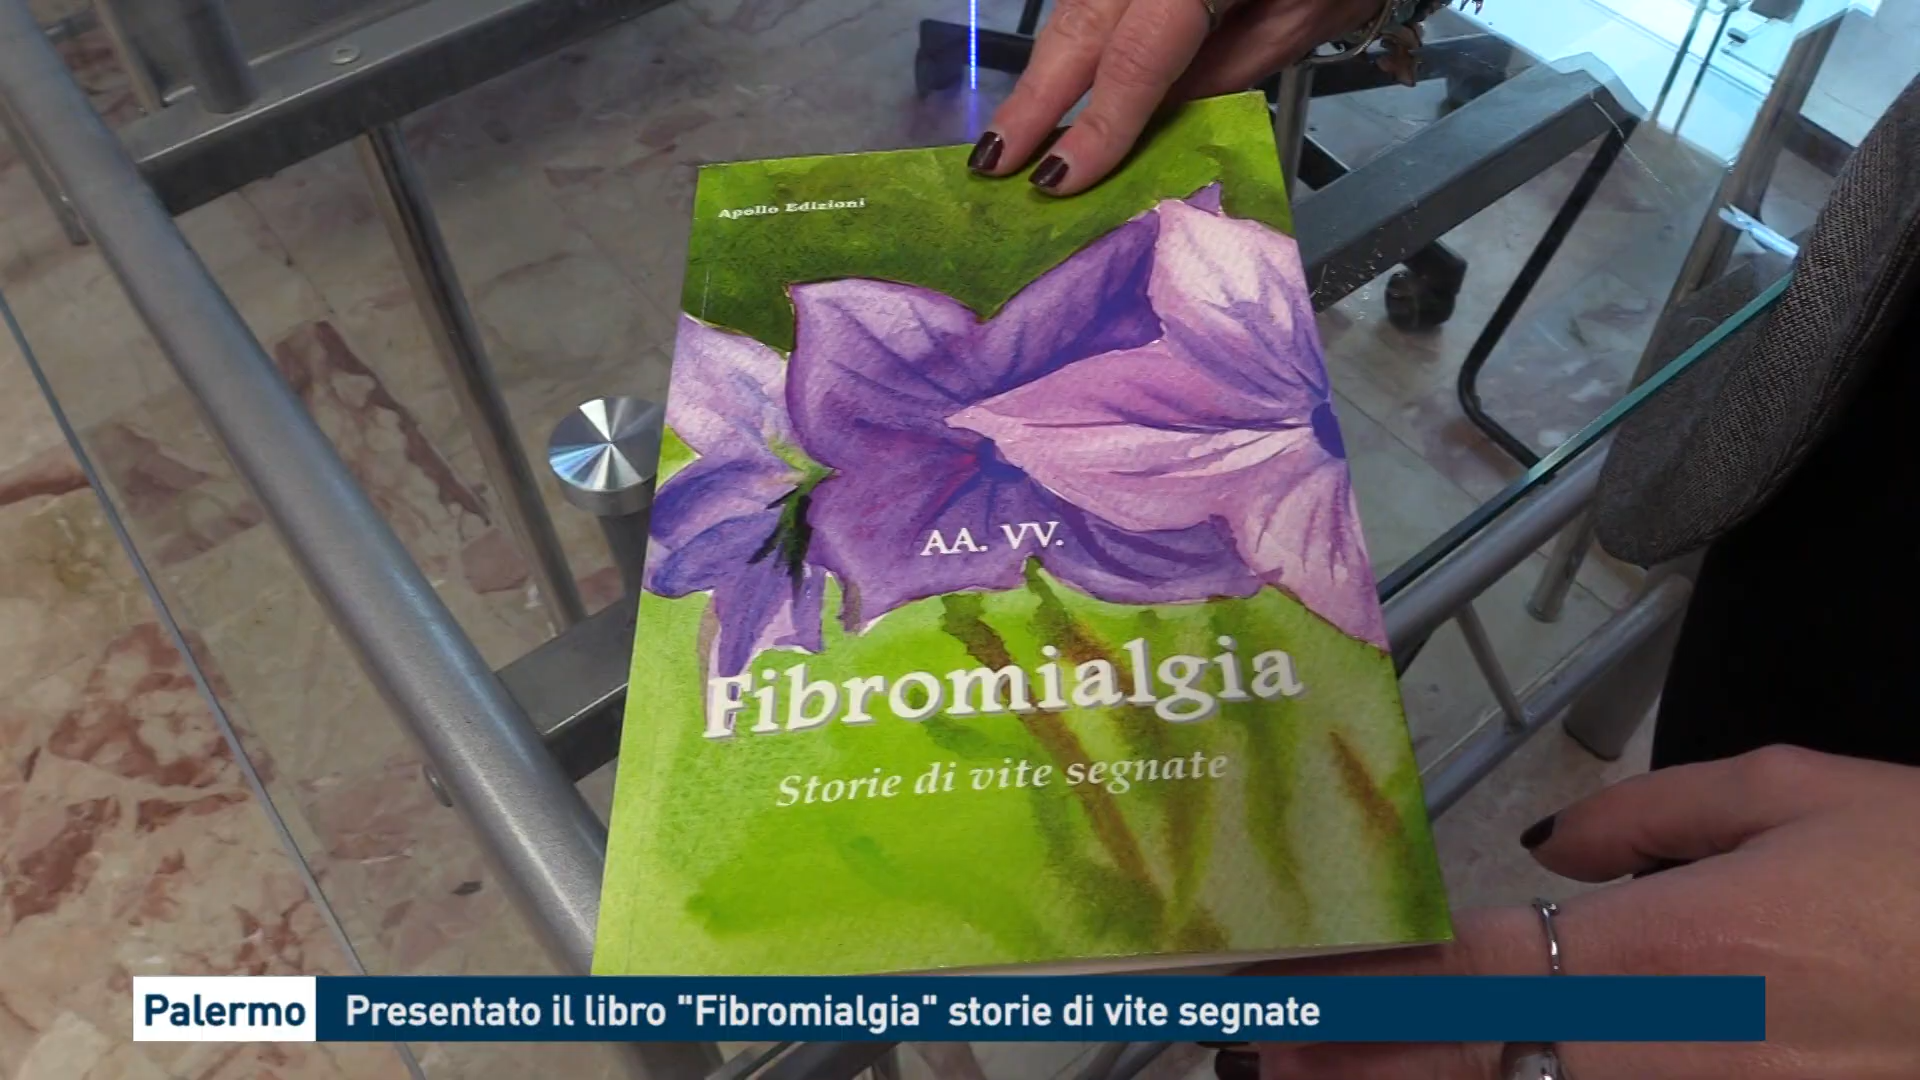 Apollo Edizioni
AA. VV.
Fibromialgia
Storie di vite segnate
Palermo Presentato il libro "Fibromialgia" storie di vite segnate